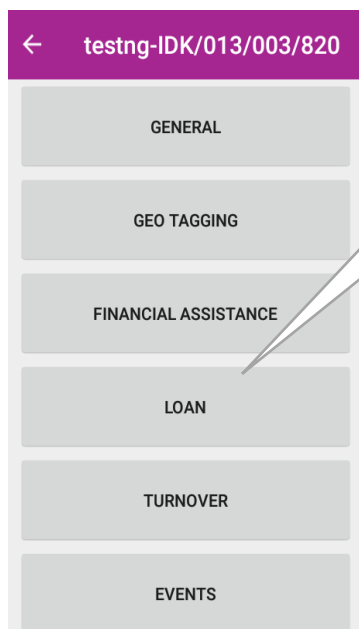 testng-IDK/013/003/820
GENERAL
GEO TAGGING
FINANCIAL ASSISTANCE
LOAN
TURNOVER
EVENTS